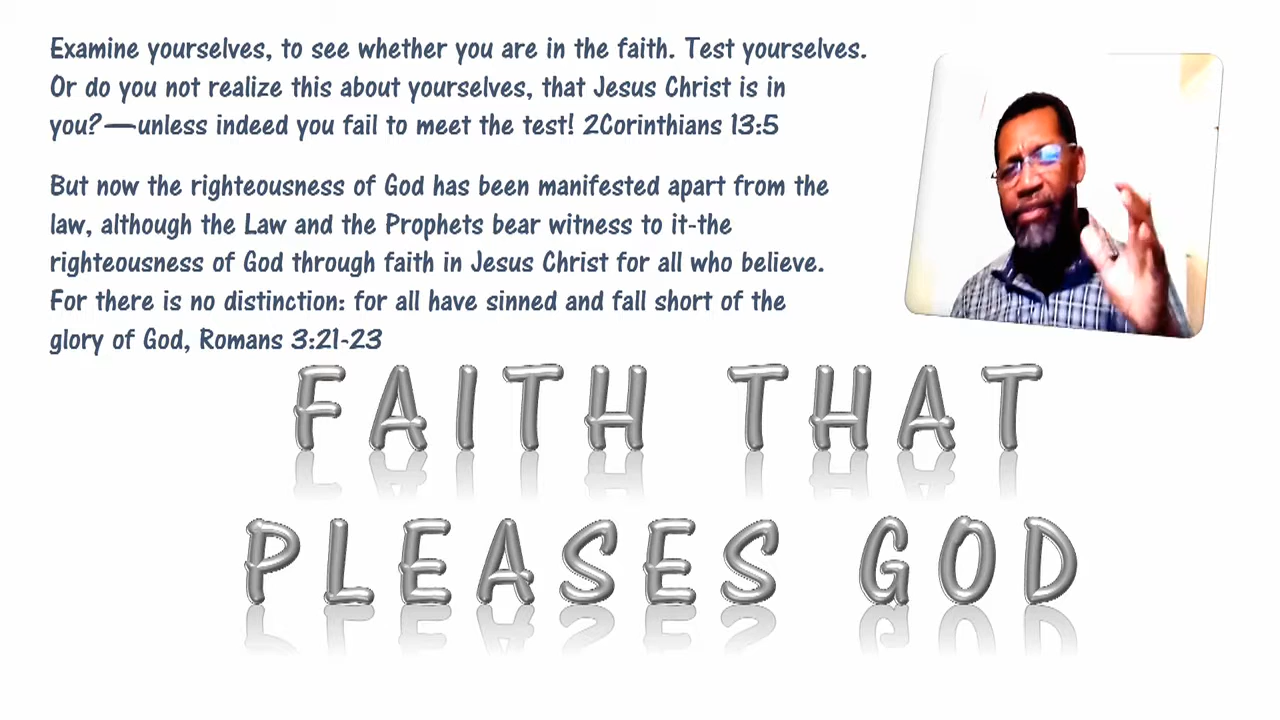 Examine yourselves, to see whether you are in the faith. Test yourselves.
Or do you not realize this about yourselves, that Jesus Christ is in
you?—unless indeed you fail to meet the test! 2Corinthians 13:5
But now the righteousness of God has been manifested apart from the
law, although the Law and the Prophets bear witness to it-the
righteousness of God through faith in Jesus Christ for all who believe.
For there is no distinction: for all have sinned and fall short of the
glory of God, Romans 3:21-23
FAITH THAT
PLEASES GOD